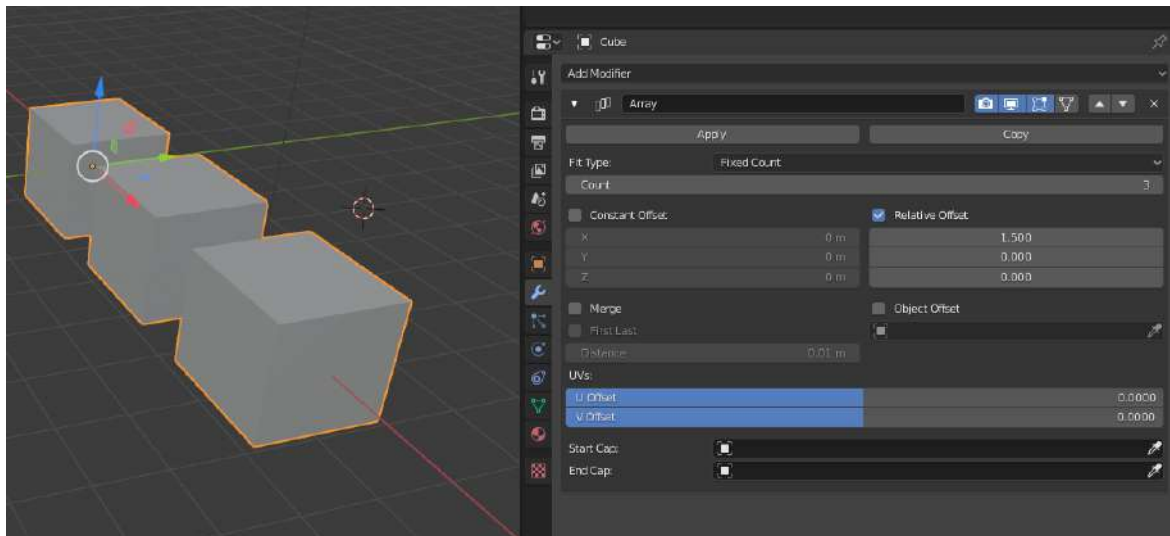 Cube
Add Modifier
Array
Apply Copy
Fit Type: Fixed Count
Count 3
Constant Offset Relative Offset
X 0 m 1.500
Y 0 m 0.000
Z 0 m 0.000
Merge Object Offset
First Last
Distance 0.01 m
UVs:
U Offset 0.0000
V Offset 0.0000
Start Cap:
End Cap: